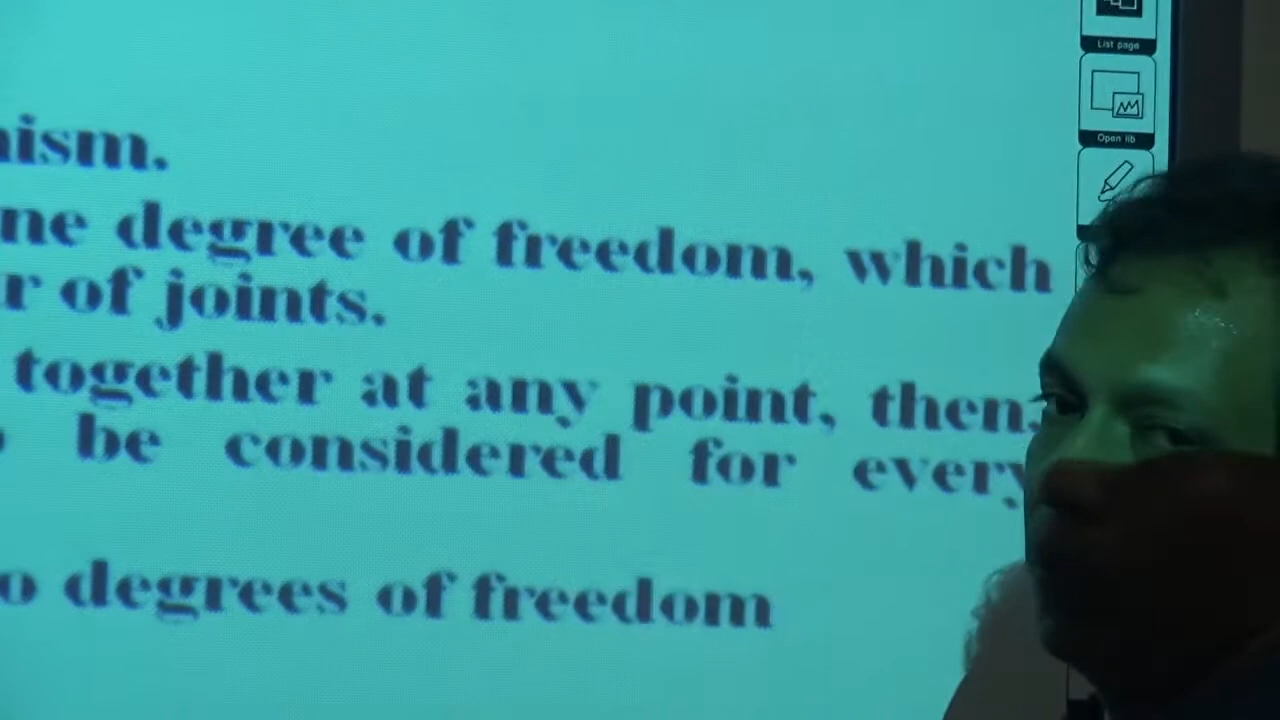 List page
Open lib
nism.
ne degree of freedom, which
r of joints.
together at any point, then
be considered for every
o degrees of freedom